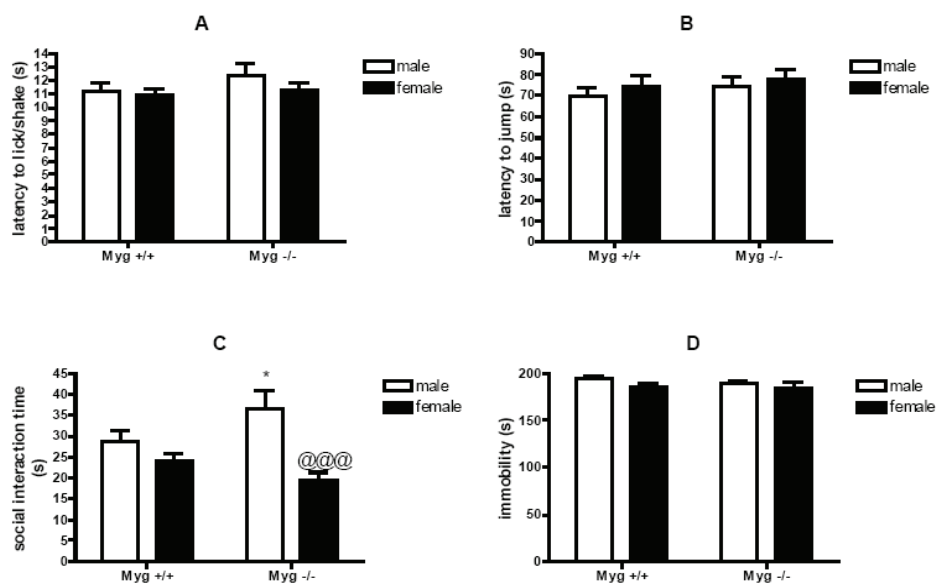 A
latency to lick/shake (s)
14
13
12
11
10
9
8
7
6
5
4
3
2
1
0
Myg +/+
Myg -/-
male
female
B
latency to jump (s)
90
80
70
60
50
40
30
20
10
0
Myg +/+
Myg -/-
male
female
C
social interaction time
(s)
45
40
35
30
25
20
15
10
5
0
*
@@@
Myg +/+
Myg -/-
male
female
D
immobility (s)
200
150
100
50
0
Myg +/+
Myg -/-
male
female